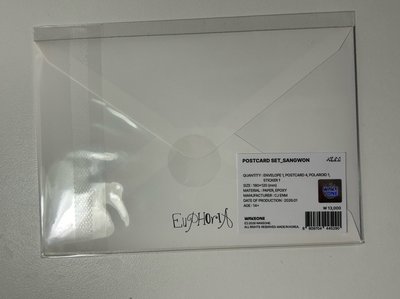 POSTCARD SET_SANGWON
QUANTITY : ENVELOPE 1, POSTCARD 4, POLAROID 1,
STICKER 1
SIZE : 180×120 (mm)
MATERIAL : PAPER, EPOXY
MANUFACTURER : CJ ENM
DATE OF PRODUCTION : 2026.01
AGE : 14+
₩ 13,000
WAKEONE
ALL RIGHTS RESERVED. MADE IN KOREA.